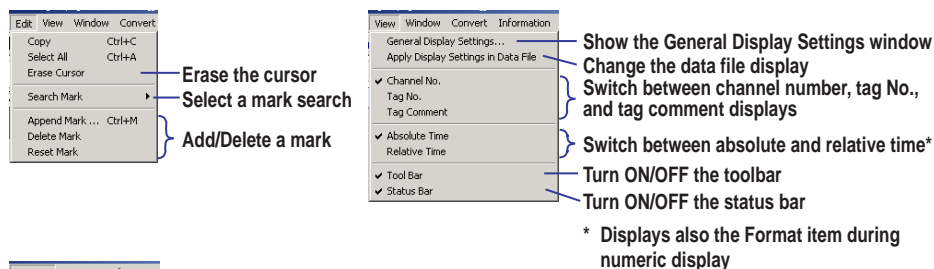 Edit View Window Convert
Copy Ctrl+C
Select All Ctrl+A
Erase Cursor
Search Mark
Append Mark ... Ctrl+M
Delete Mark
Reset Mark
Erase the cursor
Select a mark search
Add/Delete a mark
View Window Convert Information
General Display Settings...
Apply Display Settings in Data File
Channel No.
Tag No.
Tag Comment
Absolute Time
Relative Time
Tool Bar
Status Bar
Show the General Display Settings window
Change the data file display
Switch between channel number, tag No.,
and tag comment displays
Switch between absolute and relative time*
Turn ON/OFF the toolbar
Turn ON/OFF the status bar
* Displays also the Format item during
numeric display